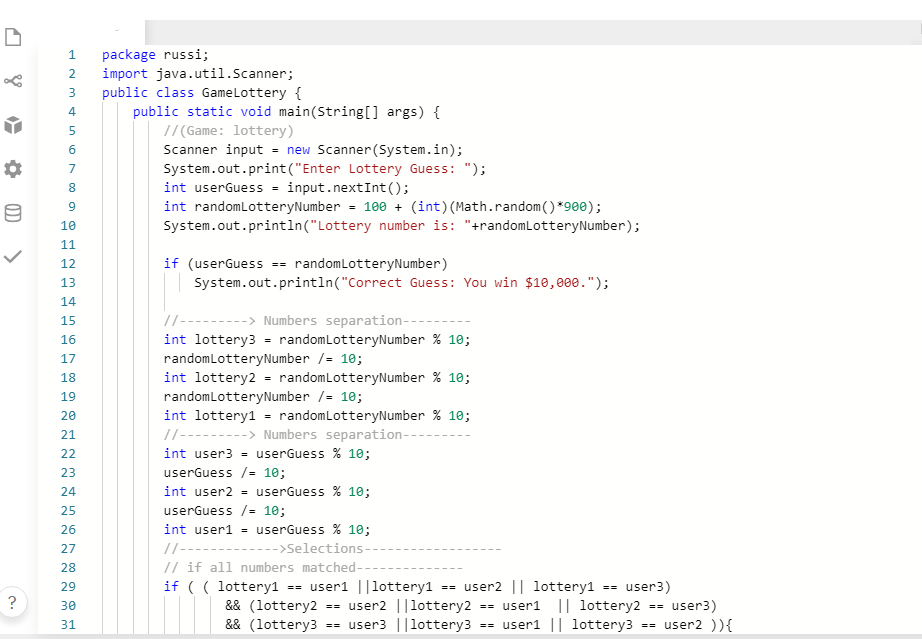 1 package russi;
2 import java.util.Scanner;
3 public class GameLottery {
4 public static void main(String[] args) {
5 //(Game: lottery)
6 Scanner input = new Scanner(System.in);
7 System.out.print("Enter Lottery Guess: ");
8 int userGuess = input.nextInt();
9 int randomLotteryNumber = 100 + (int)(Math.random()*900);
10 System.out.println("Lottery number is: "+randomLotteryNumber);
11
12 if (userGuess == randomLotteryNumber)
13 System.out.println("Correct Guess: You win $10,000.");
14
15 //---------> Numbers separation---------
16 int lottery3 = randomLotteryNumber % 10;
17 randomLotteryNumber /= 10;
18 int lottery2 = randomLotteryNumber % 10;
19 randomLotteryNumber /= 10;
20 int lottery1 = randomLotteryNumber % 10;
21 //---------> Numbers separation---------
22 int user3 = userGuess % 10;
23 userGuess /= 10;
24 int user2 = userGuess % 10;
25 userGuess /= 10;
26 int user1 = userGuess % 10;
27 //------------->Selections------------------
28 // if all numbers matched--------------
29 if ( ( lottery1 == user1 ||lottery1 == user2 || lottery1 == user3)
30 && (lottery2 == user2 ||lottery2 == user1  || lottery2 == user3)
31 && (lottery3 == user3 ||lottery3 == user1 || lottery3 == user2 )){
?